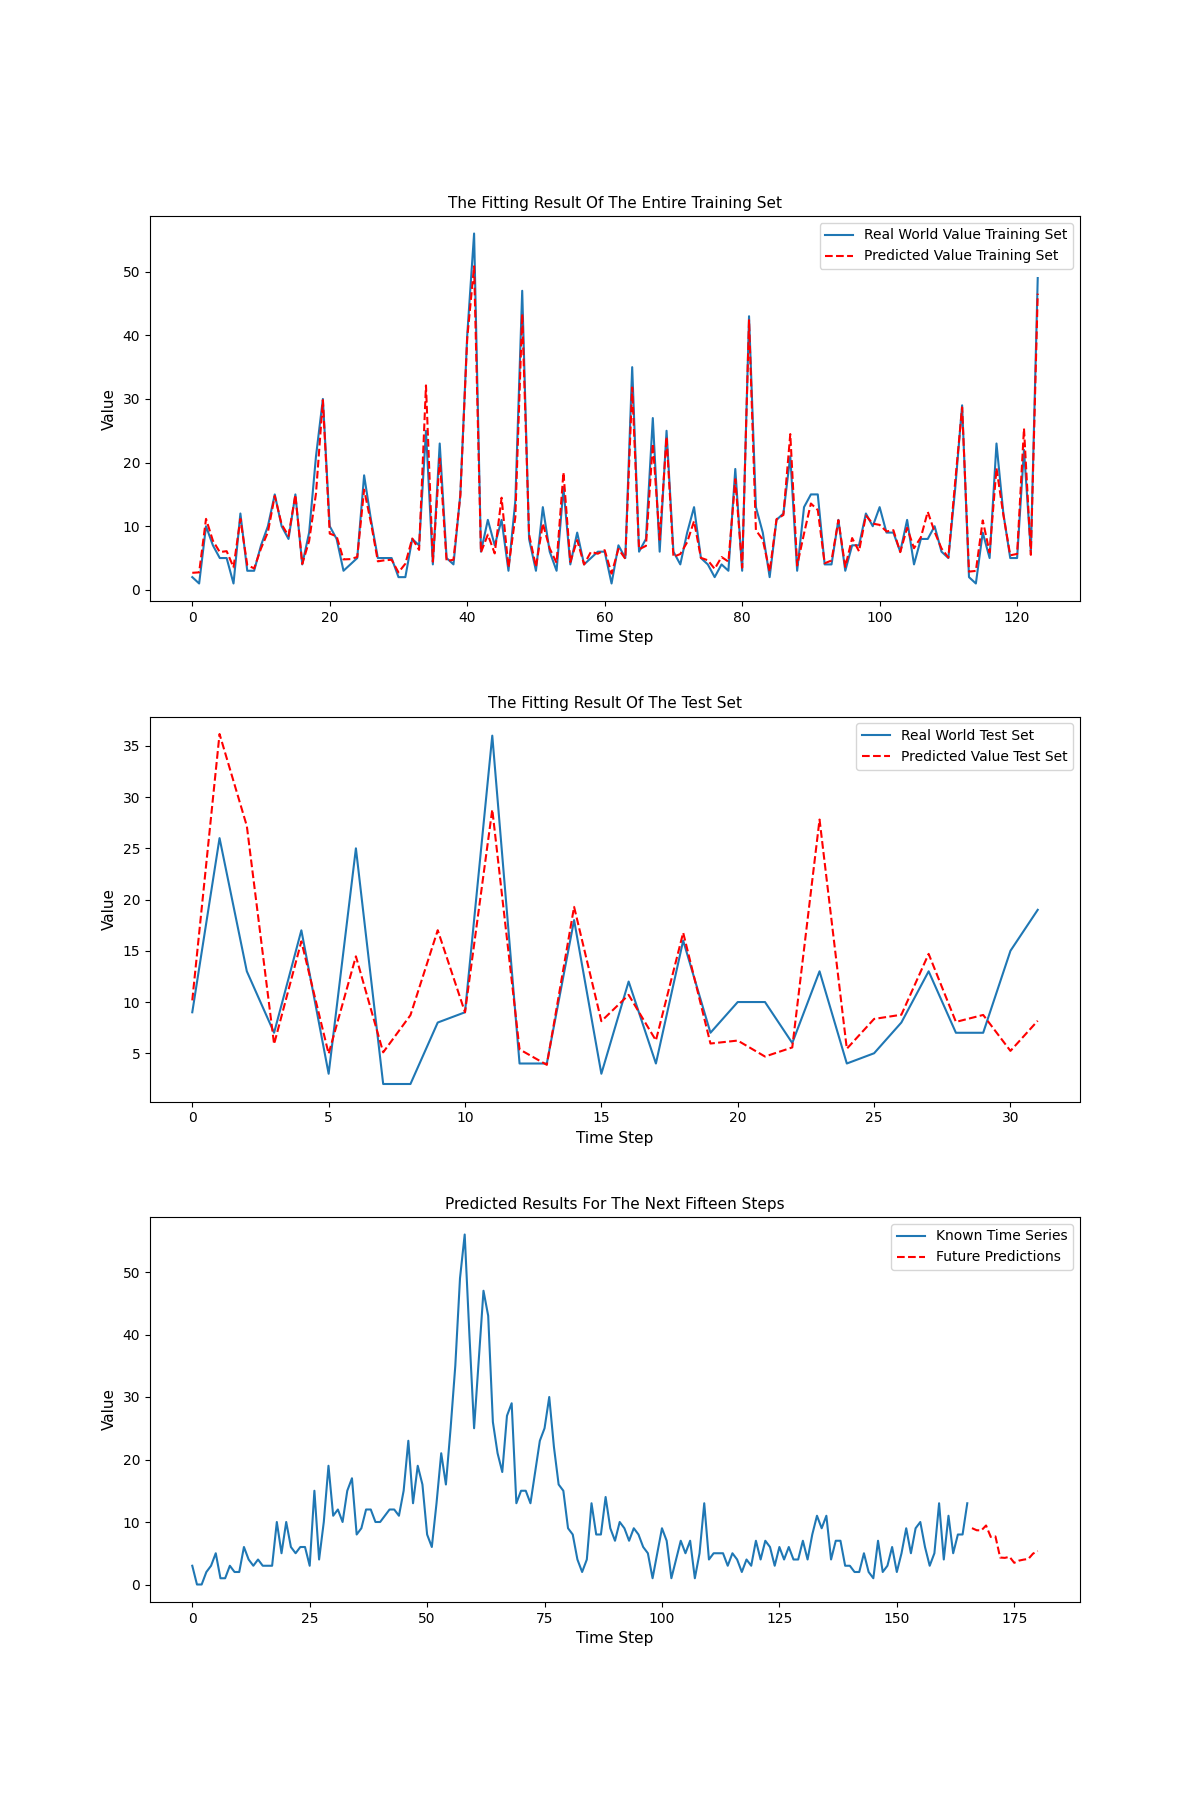 The Fitting Result Of The Entire Training Set
Real World Value Training Set
Predicted Value Training Set
Value
50
40
30
20
10
0
0 20 40 60 80 100 120
Time Step
The Fitting Result Of The Test Set
Real World Test Set
Predicted Value Test Set
Value
35
30
25
20
15
10
5
0 5 10 15 20 25 30
Time Step
Predicted Results For The Next Fifteen Steps
Known Time Series
Future Predictions
Value
50
40
30
20
10
0
0 25 50 75 100 125 150 175
Time Step